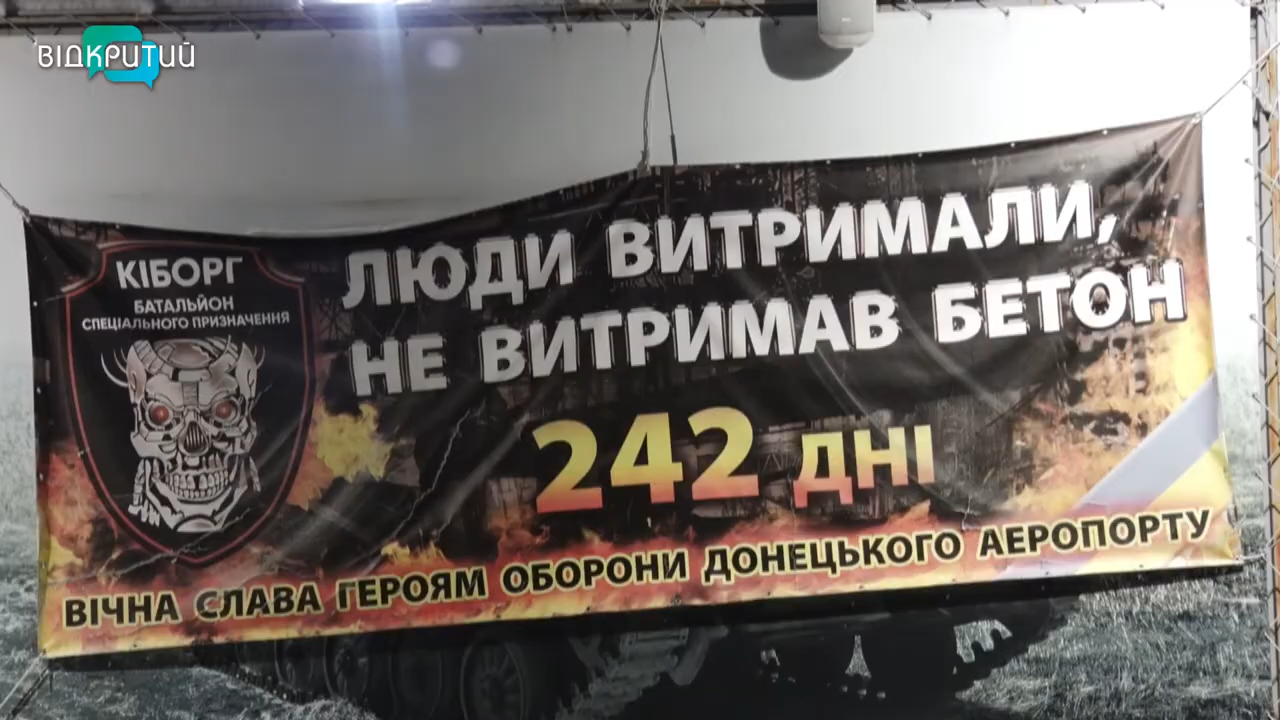 ВІДКРИТИЙ
КІБОРГ
БАТАЛЬЙОН
СПЕЦІАЛЬНОГО ПРИЗНАЧЕННЯ
ЛЮДИ ВИТРИМАЛИ,
НЕ ВИТРИМАВ БЕТОН
242 ДНІ
ВІЧНА СЛАВА ГЕРОЯМ ОБОРОНИ ДОНЕЦЬКОГО АЕРОПОРТУ